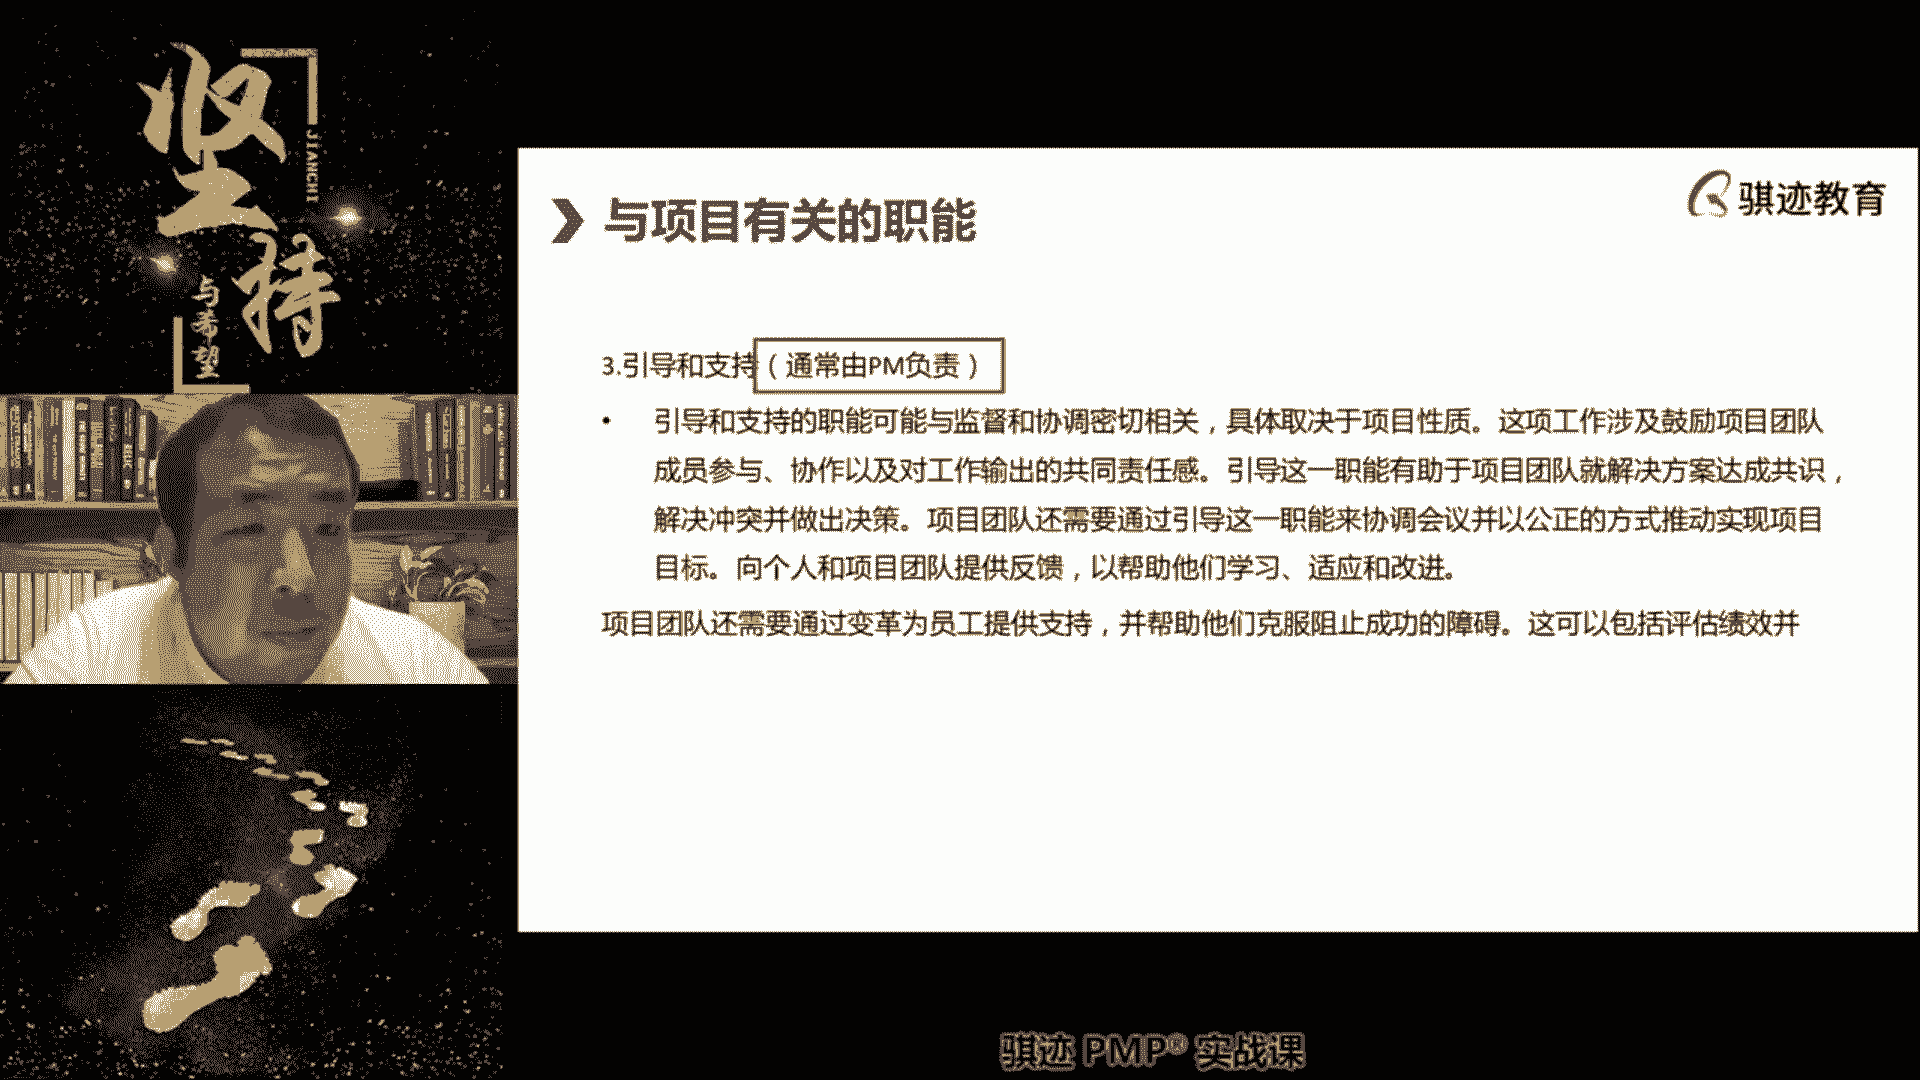 坚持
JIANCHI
与希望
骐迹教育
与项目有关的职能
3.引导和支持（通常由PM负责）
• 引导和支持的职能可能与监督和协调密切相关，具体取决于项目性质。这项工作涉及鼓励项目团队
成员参与、协作以及对工作输出的共同责任感。引导这一职能有助于项目团队就解决方案达成共识，
解决冲突并做出决策。项目团队还需要通过引导这一职能来协调会议并以公正的方式推动实现项目
目标。向个人和项目团队提供反馈，以帮助他们学习、适应和改进。
项目团队还需要通过变革为员工提供支持，并帮助他们克服阻止成功的障碍。这可以包括评估绩效并
骐迹 PMP® 实战课